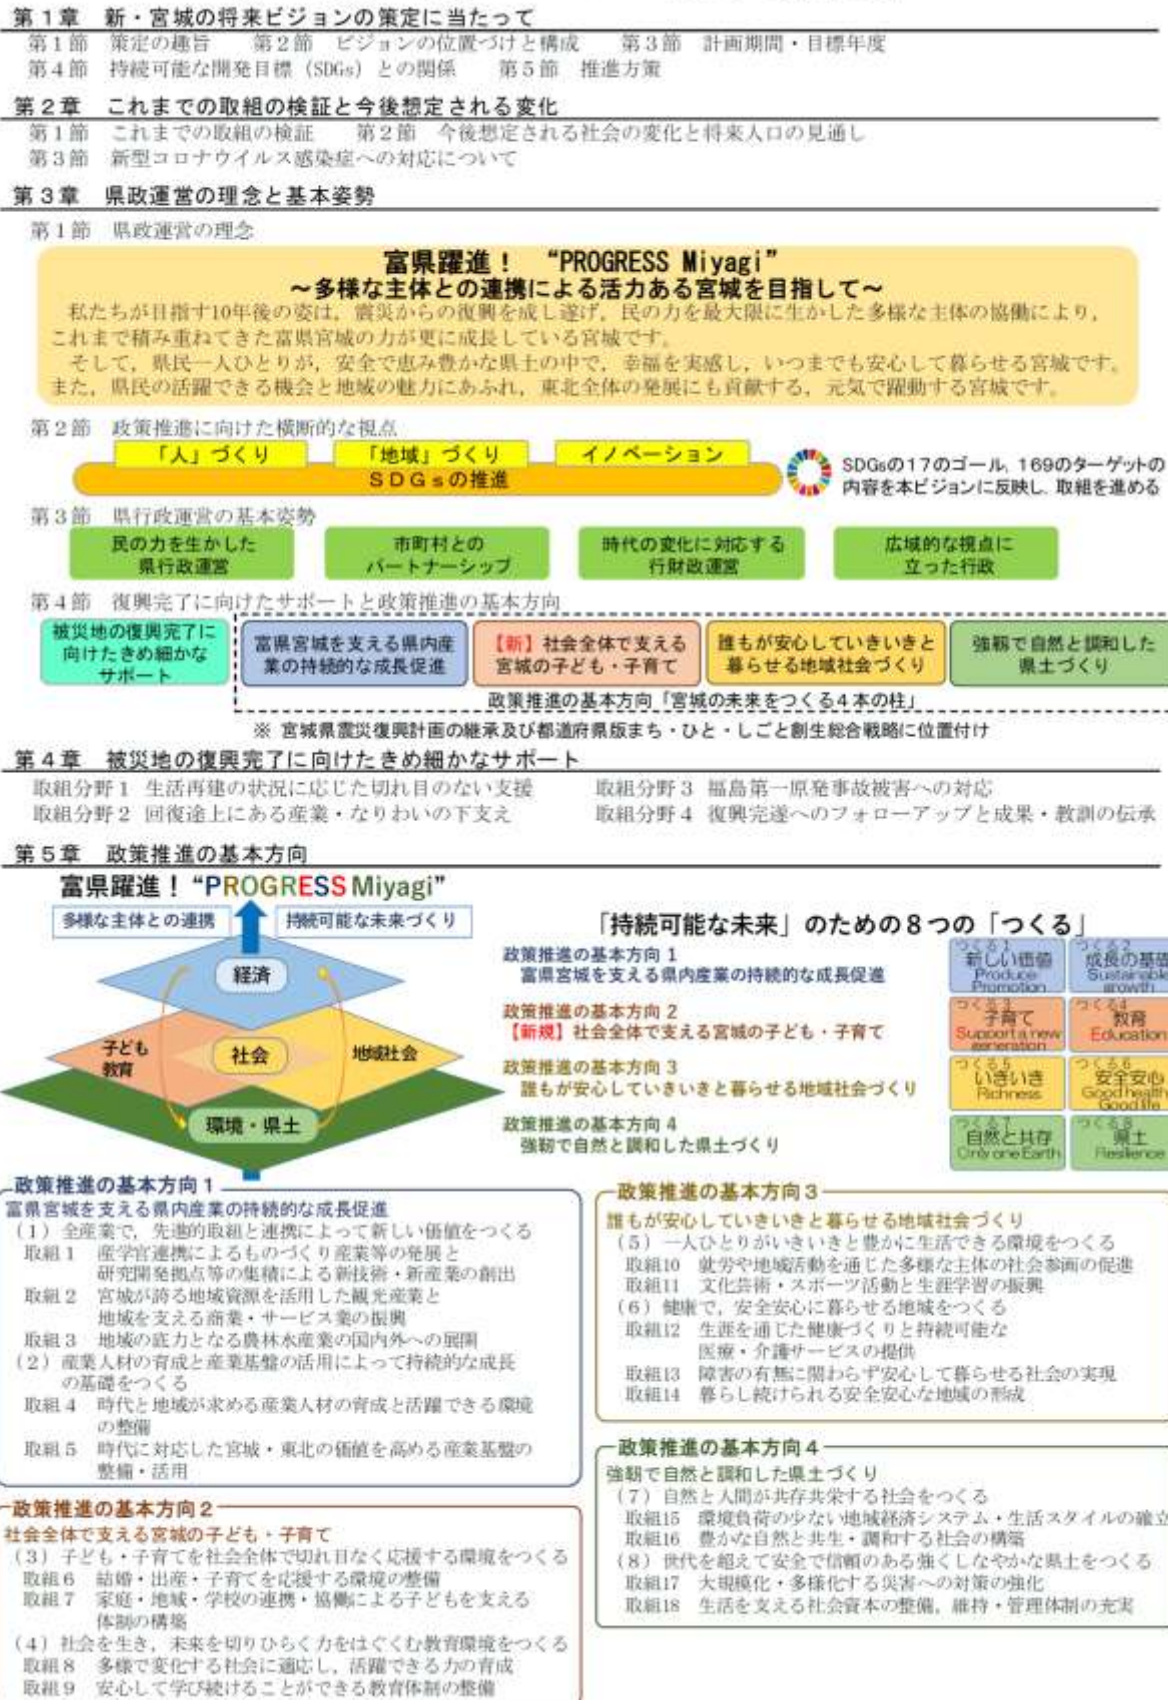 第1章　新・宮城の将来ビジョンの策定に当たって
第1節　策定の趣旨　　第2節　ビジョンの位置づけと構成　　第3節　計画期間・目標年度
第4節　持続可能な開発目標（SDGs）との関係　　第5節　推進方策
第2章　これまでの取組の検証と今後想定される変化
第1節　これまでの取組の検証　　第2節　今後想定される社会の変化と将来人口の見通し
第3節　新型コロナウイルス感染症への対応について
第3章　県政運営の理念と基本姿勢
第1節　県政運営の理念
富県躍進！　“PROGRESS Miyagi”
～多様な主体との連携による活力ある宮城を目指して～
私たちが目指す10年後の姿は，震災からの復興を成し遂げ，民の力を最大限に生かした多様な主体の協働により，
これまで積み重ねてきた富県宮城の力が更に成長している宮城です。
そして，県民一人ひとりが，安全で恵み豊かな県土の中で，幸福を実感し，いつまでも安心して暮らせる宮城です。
また，県民の活躍できる機会と地域の魅力にあふれ，東北全体の発展にも貢献する，元気で躍動する宮城です。
第2節　政策推進に向けた横断的な視点
「人」づくり　「地域」づくり　イノベーション
ＳＤＧｓの推進
SDGsの17のゴール，169のターゲットの
内容を本ビジョンに反映し，取組を進める
第3節　県行政運営の基本姿勢
民の力を生かした
県行政運営
市町村との
パートナーシップ
時代の変化に対応する
行財政運営
広域的な視点に
立った行政
第4節　復興完了に向けたサポートと政策推進の基本方向
被災地の復興完了に
向けたきめ細かな
サポート
富県宮城を支える県内産
業の持続的な成長促進
【新】社会全体で支える
宮城の子ども・子育て
誰もが安心していきいきと
暮らせる地域社会づくり
強靱で自然と調和した
県土づくり
政策推進の基本方向「宮城の未来をつくる4本の柱」
※ 宮城県震災復興計画の継承及び都道府県版まち・ひと・しごと創生総合戦略に位置付け
第4章　被災地の復興完了に向けたきめ細かなサポート
取組分野1　生活再建の状況に応じた切れ目のない支援　　取組分野3　福島第一原発事故被害への対応
取組分野2　回復途上にある産業・なりわいの下支え　　取組分野4　復興完遂へのフォローアップと成果・教訓の伝承
第5章　政策推進の基本方向
富県躍進！“PROGRESS Miyagi”
多様な主体との連携　持続可能な未来づくり
経済
子ども
教育
社会
地域社会
環境・県土
「持続可能な未来」のための8つの「つくる」
政策推進の基本方向 1
富県宮城を支える県内産業の持続的な成長促進
政策推進の基本方向 2
【新規】社会全体で支える宮城の子ども・子育て
政策推進の基本方向 3
誰もが安心していきいきと暮らせる地域社会づくり
政策推進の基本方向 4
強靱で自然と調和した県土づくり
つくる1
新しい価値
Produce
Promotion
つくる2
成長の基礎
Sustainable
growth
つくる3
子育て
Support a new
generation
つくる4
教育
Education
つくる5
いきいき
Richness
つくる6
安全安心
Good health
Good life
つくる7
自然と共存
Only one Earth
つくる8
県土
Resilience
政策推進の基本方向1
富県宮城を支える県内産業の持続的な成長促進
（1）全産業で，先進的取組と連携によって新しい価値をつくる
取組1　産学官連携によるものづくり産業等の発展と
研究開発拠点等の集積による新技術・新産業の創出
取組2　宮城が誇る地域資源を活用した観光産業と
地域を支える商業・サービス業の振興
取組3　地域の底力となる農林水産業の国内外への展開
（2）産業人材の育成と産業基盤の活用によって持続的な成長
の基礎をつくる
取組4　時代と地域が求める産業人材の育成と活躍できる環境
の整備
取組5　時代に対応した宮城・東北の価値を高める産業基盤の
整備・活用
政策推進の基本方向2
社会全体で支える宮城の子ども・子育て
（3）子ども・子育てを社会全体で切れ目なく応援する環境をつくる
取組6　結婚・出産・子育てを応援する環境の整備
取組7　家庭・地域・学校の連携・協働による子どもを支える
体制の構築
（4）社会を生き，未来を切りひらく力をはぐくむ教育環境をつくる
取組8　多様で変化する社会に適応し，活躍できる力の育成
取組9　安心して学び続けることができる教育体制の整備
政策推進の基本方向3
誰もが安心していきいきと暮らせる地域社会づくり
（5）一人ひとりがいきいきと豊かに生活できる環境をつくる
取組10　就労や地域活動を通じた多様な主体の社会参画の促進
取組11　文化芸術・スポーツ活動と生涯学習の振興
（6）健康で，安全安心に暮らせる地域をつくる
取組12　生涯を通じた健康づくりと持続可能な
医療・介護サービスの提供
取組13　障害の有無に関わらず安心して暮らせる社会の実現
取組14　暮らし続けられる安全安心な地域の形成
政策推進の基本方向4
強靱で自然と調和した県土づくり
（7）自然と人間が共存共栄する社会をつくる
取組15　環境負荷の少ない地域経済システム・生活スタイルの確立
取組16　豊かな自然と共生・調和する社会の構築
（8）世代を超えて安全で信頼のある強くしなやかな県土をつくる
取組17　大規模化・多様化する災害への対策の強化
取組18　生活を支える社会資本の整備，維持・管理体制の充実